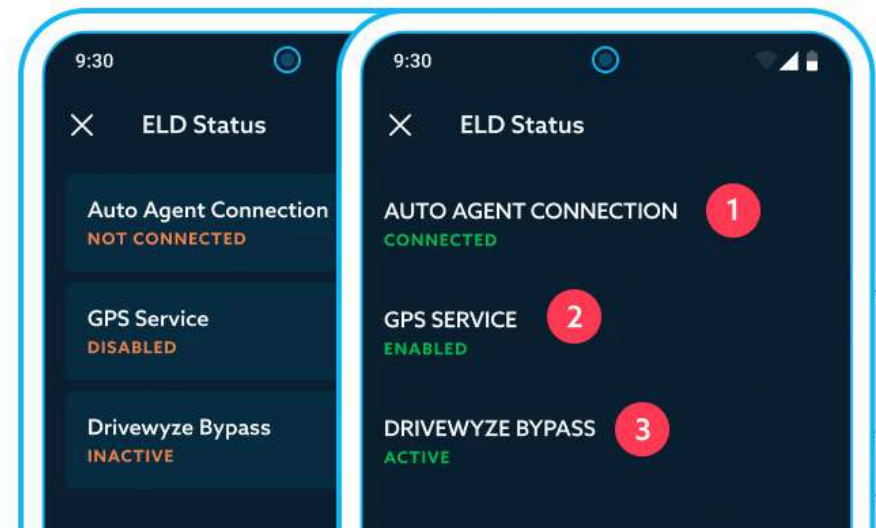 9:30
ELD Status
Auto Agent Connection
NOT CONNECTED
GPS Service
DISABLED
Drivewyze Bypass
INACTIVE
9:30
ELD Status
AUTO AGENT CONNECTION 1
CONNECTED
GPS SERVICE 2
ENABLED
DRIVEWYZE BYPASS 3
ACTIVE